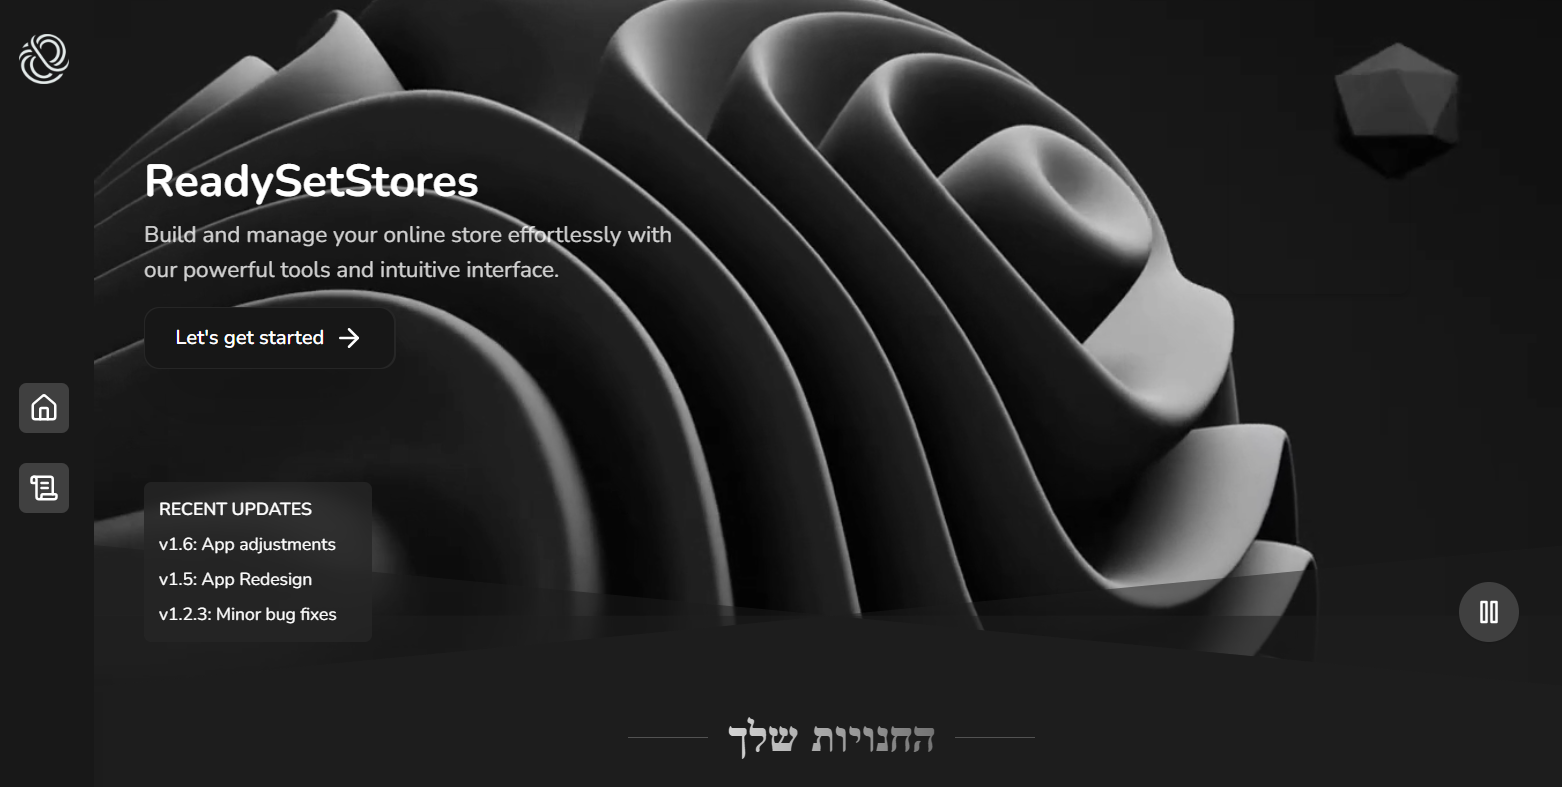 ReadySetStores
Build and manage your online store effortlessly with
our powerful tools and intuitive interface.
Let's get started
RECENT UPDATES
v1.6: App adjustments
v1.5: App Redesign
v1.2.3: Minor bug fixes
החנויות שלך